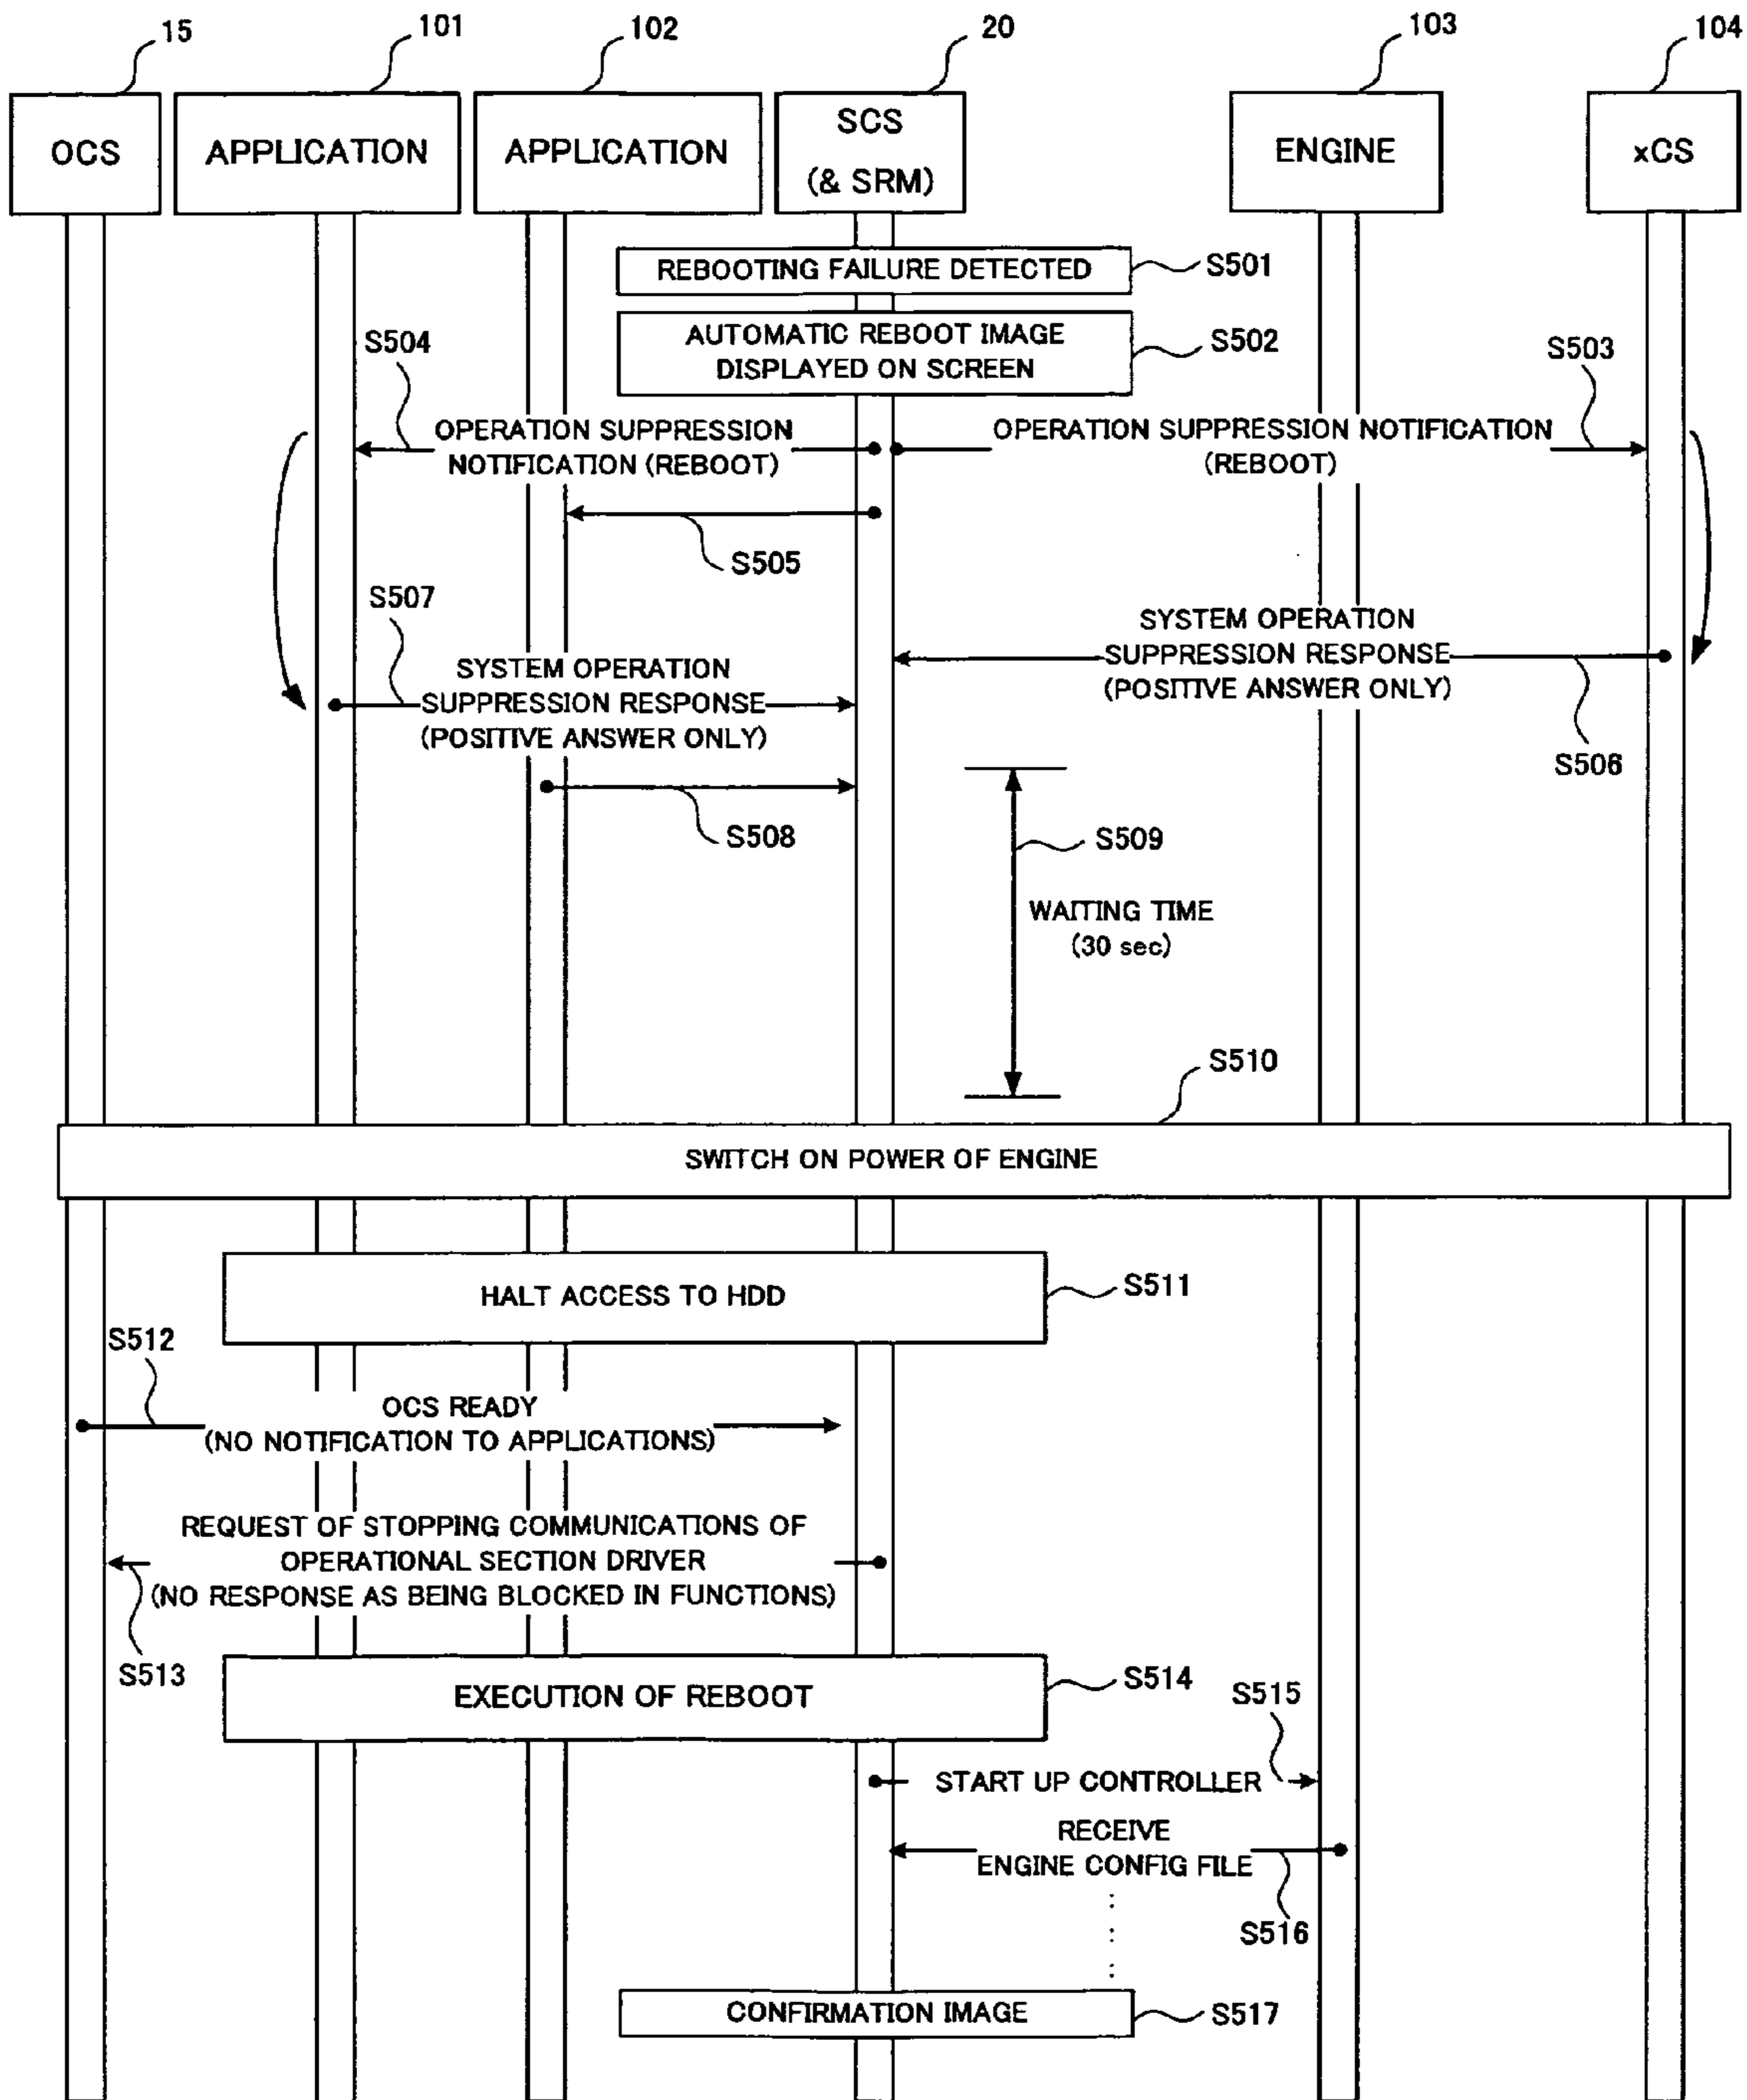 15
101
102
20
103
104
OCS
APPLICATION
APPLICATION
SCS
(& SRM)
ENGINE
xCS
REBOOTING FAILURE DETECTED
S501
AUTOMATIC REBOOT IMAGE
DISPLAYED ON SCREEN
S502
S504
S503
OPERATION SUPPRESSION
NOTIFICATION (REBOOT)
OPERATION SUPPRESSION NOTIFICATION
(REBOOT)
S505
S507
SYSTEM OPERATION
SUPPRESSION RESPONSE
(POSITIVE ANSWER ONLY)
S506
SYSTEM OPERATION
SUPPRESSION RESPONSE
(POSITIVE ANSWER ONLY)
S508
S509
WAITING TIME
(30 sec)
S510
SWITCH ON POWER OF ENGINE
HALT ACCESS TO HDD
S511
S512
OCS READY
(NO NOTIFICATION TO APPLICATIONS)
REQUEST OF STOPPING COMMUNICATIONS OF
OPERATIONAL SECTION DRIVER
(NO RESPONSE AS BEING BLOCKED IN FUNCTIONS)
S513
EXECUTION OF REBOOT
S514
S515
START UP CONTROLLER
RECEIVE
ENGINE CONFIG FILE
S516
CONFIRMATION IMAGE
S517